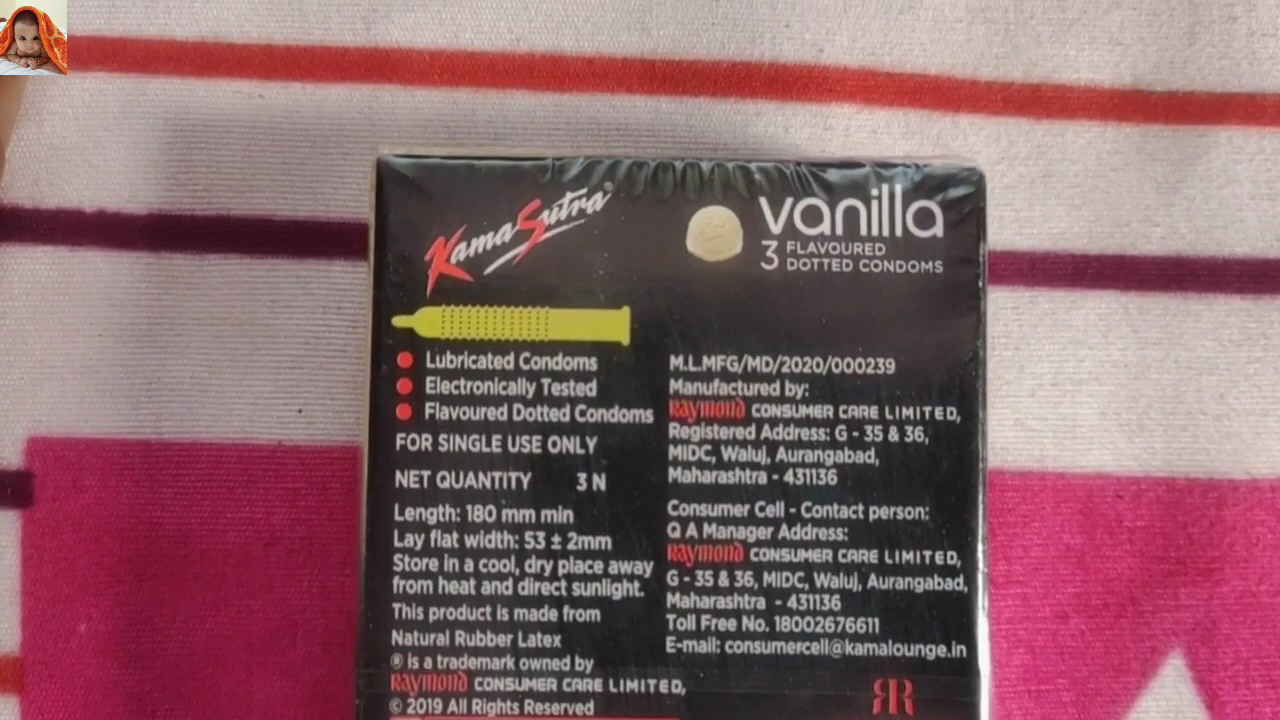 KamaSutra®
vanilla
3 FLAVOURED
DOTTED CONDOMS
Lubricated Condoms
Electronically Tested
Flavoured Dotted Condoms
FOR SINGLE USE ONLY
NET QUANTITY 3 N
Length: 180 mm min
Lay flat width: 53 ± 2mm
Store in a cool, dry place away
from heat and direct sunlight.
This product is made from
Natural Rubber Latex
® is a trademark owned by
Raymond CONSUMER CARE LIMITED,
© 2019 All Rights Reserved
M.L.MFG/MD/2020/000239
Manufactured by:
Raymond CONSUMER CARE LIMITED,
Registered Address: G - 35 & 36,
MIDC, Waluj, Aurangabad,
Maharashtra - 431136
Consumer Cell - Contact person:
Q A Manager Address:
Raymond CONSUMER CARE LIMITED,
G - 35 & 36, MIDC, Waluj, Aurangabad,
Maharashtra - 431136
Toll Free No. 18002676611
E-mail: consumercell@kamalounge.in